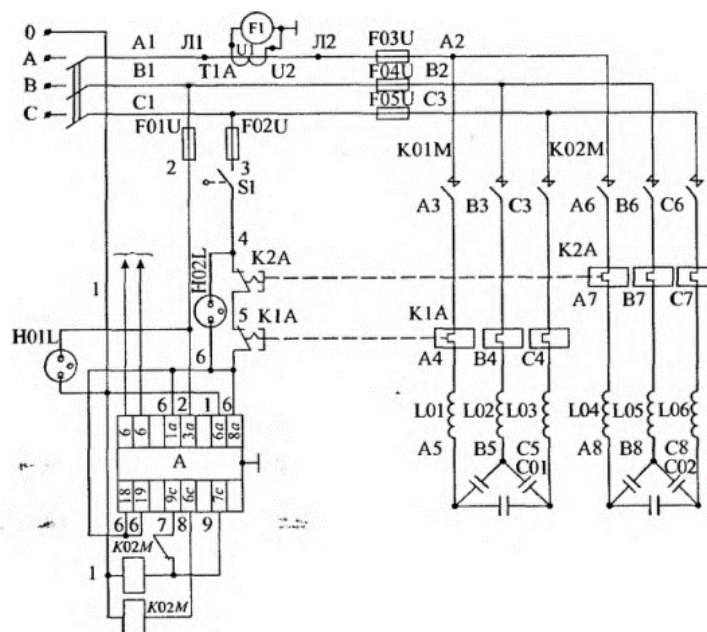 0
A
B
C
A1 Л1 F1 Л2 F03U A2
U1
B1 T1A U2 F04U B2
C1 F05U C3
F01U F02U
2 3
S1
K01M K02M
A3 B3 C3 A6 B6 C6
4
K2A K2A
H02L
1
A7 B7 C7
5 K1A K1A
H01L
6
A4 B4 C4
6 2 1 6
L01 L02 L03 L04 L05 L06
6 6 1a 3a 6a 8a
A
A5 B5 C5 A8 B8 C8
C01 C02
18 19 9c 6c 7c
6 6 7 8 9
K02M
1
K02M